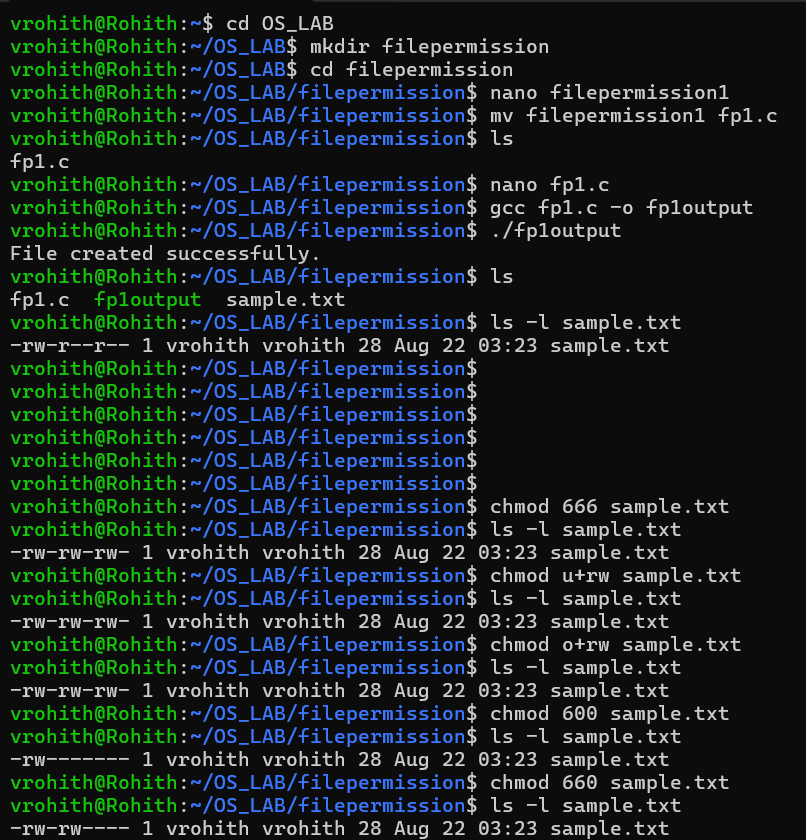 vrohith@Rohith:~$ cd OS_LAB
vrohith@Rohith:~/OS_LAB$ mkdir filepermission
vrohith@Rohith:~/OS_LAB$ cd filepermission
vrohith@Rohith:~/OS_LAB/filepermission$ nano filepermission1
vrohith@Rohith:~/OS_LAB/filepermission$ mv filepermission1 fp1.c
vrohith@Rohith:~/OS_LAB/filepermission$ ls
fp1.c
vrohith@Rohith:~/OS_LAB/filepermission$ nano fp1.c
vrohith@Rohith:~/OS_LAB/filepermission$ gcc fp1.c -o fp1output
vrohith@Rohith:~/OS_LAB/filepermission$ ./fp1output
File created successfully.
vrohith@Rohith:~/OS_LAB/filepermission$ ls
fp1.c  fp1output  sample.txt
vrohith@Rohith:~/OS_LAB/filepermission$ ls -l sample.txt
-rw-r--r-- 1 vrohith vrohith 28 Aug 22 03:23 sample.txt
vrohith@Rohith:~/OS_LAB/filepermission$
vrohith@Rohith:~/OS_LAB/filepermission$
vrohith@Rohith:~/OS_LAB/filepermission$
vrohith@Rohith:~/OS_LAB/filepermission$
vrohith@Rohith:~/OS_LAB/filepermission$
vrohith@Rohith:~/OS_LAB/filepermission$
vrohith@Rohith:~/OS_LAB/filepermission$ chmod 666 sample.txt
vrohith@Rohith:~/OS_LAB/filepermission$ ls -l sample.txt
-rw-rw-rw- 1 vrohith vrohith 28 Aug 22 03:23 sample.txt
vrohith@Rohith:~/OS_LAB/filepermission$ chmod u+rw sample.txt
vrohith@Rohith:~/OS_LAB/filepermission$ ls -l sample.txt
-rw-rw-rw- 1 vrohith vrohith 28 Aug 22 03:23 sample.txt
vrohith@Rohith:~/OS_LAB/filepermission$ chmod o+rw sample.txt
vrohith@Rohith:~/OS_LAB/filepermission$ ls -l sample.txt
-rw-rw-rw- 1 vrohith vrohith 28 Aug 22 03:23 sample.txt
vrohith@Rohith:~/OS_LAB/filepermission$ chmod 600 sample.txt
vrohith@Rohith:~/OS_LAB/filepermission$ ls -l sample.txt
-rw------- 1 vrohith vrohith 28 Aug 22 03:23 sample.txt
vrohith@Rohith:~/OS_LAB/filepermission$ chmod 660 sample.txt
vrohith@Rohith:~/OS_LAB/filepermission$ ls -l sample.txt
-rw-rw---- 1 vrohith vrohith 28 Aug 22 03:23 sample.txt